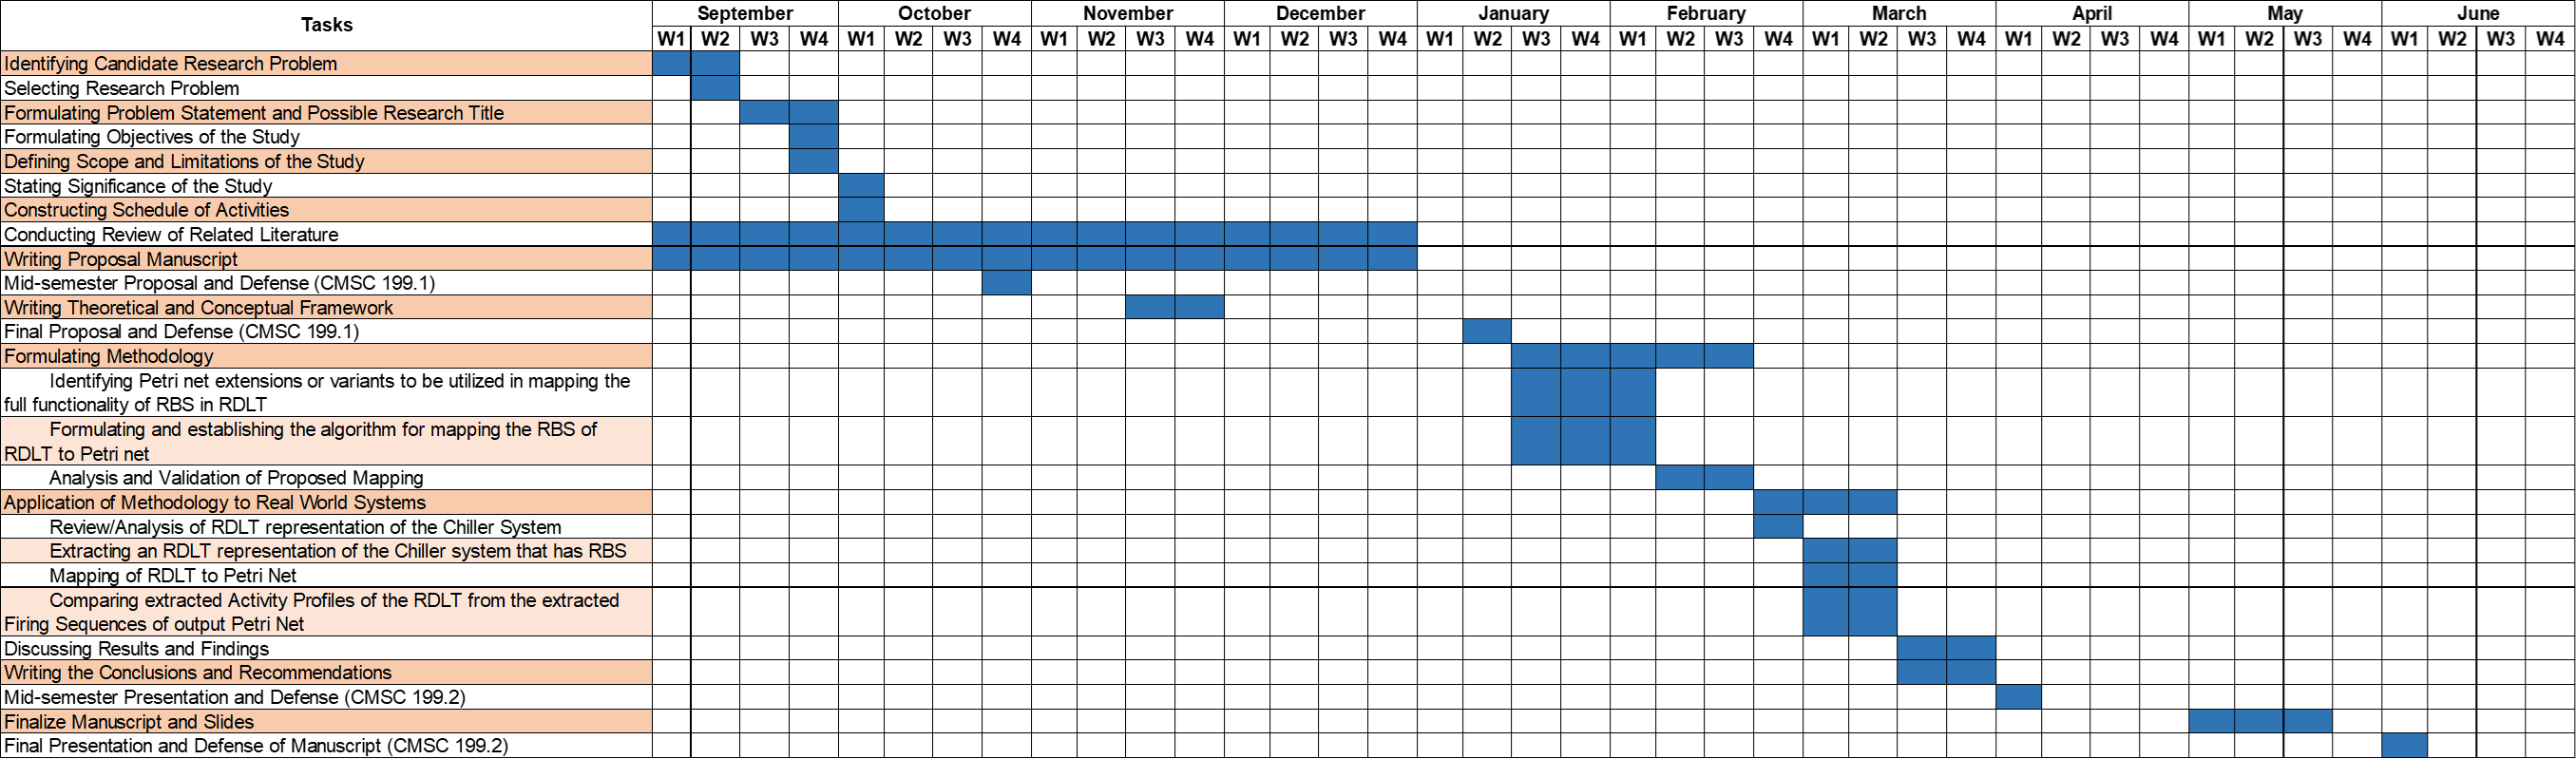 Tasks
September October November December January February March April May June
W1 W2 W3 W4 W1 W2 W3 W4 W1 W2 W3 W4 W1 W2 W3 W4 W1 W2 W3 W4 W1 W2 W3 W4 W1 W2 W3 W4 W1 W2 W3 W4 W1 W2 W3 W4 W1 W2 W3 W4
Identifying Candidate Research Problem
Selecting Research Problem
Formulating Problem Statement and Possible Research Title
Formulating Objectives of the Study
Defining Scope and Limitations of the Study
Stating Significance of the Study
Constructing Schedule of Activities
Conducting Review of Related Literature
Writing Proposal Manuscript
Mid-semester Proposal and Defense (CMSC 199.1)
Writing Theoretical and Conceptual Framework
Final Proposal and Defense (CMSC 199.1)
Formulating Methodology
Identifying Petri net extensions or variants to be utilized in mapping the
full functionality of RBS in RDLT
Formulating and establishing the algorithm for mapping the RBS of
RDLT to Petri net
Analysis and Validation of Proposed Mapping
Application of Methodology to Real World Systems
Review/Analysis of RDLT representation of the Chiller System
Extracting an RDLT representation of the Chiller system that has RBS
Mapping of RDLT to Petri Net
Comparing extracted Activity Profiles of the RDLT from the extracted
Firing Sequences of output Petri Net
Discussing Results and Findings
Writing the Conclusions and Recommendations
Mid-semester Presentation and Defense (CMSC 199.2)
Finalize Manuscript and Slides
Final Presentation and Defense of Manuscript (CMSC 199.2)